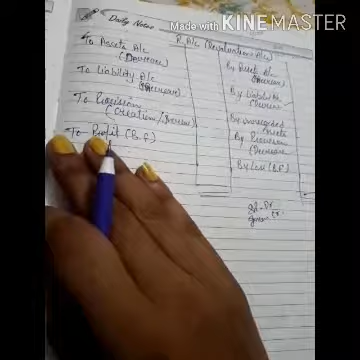 Daily Notes
Made with KINEMASTER
R. A/c (Revaluation A/c)
To Assets A/c
(Decrease)
To Liability A/c
(Increase)
To Provision
(Creation/Increase
To Profit (B.F)
By Assets A/c
(Increase)
By Liability A/c
(Decrease
By Unrecorded
Assets
By Provision
(Decrease
By Loss (B.F)